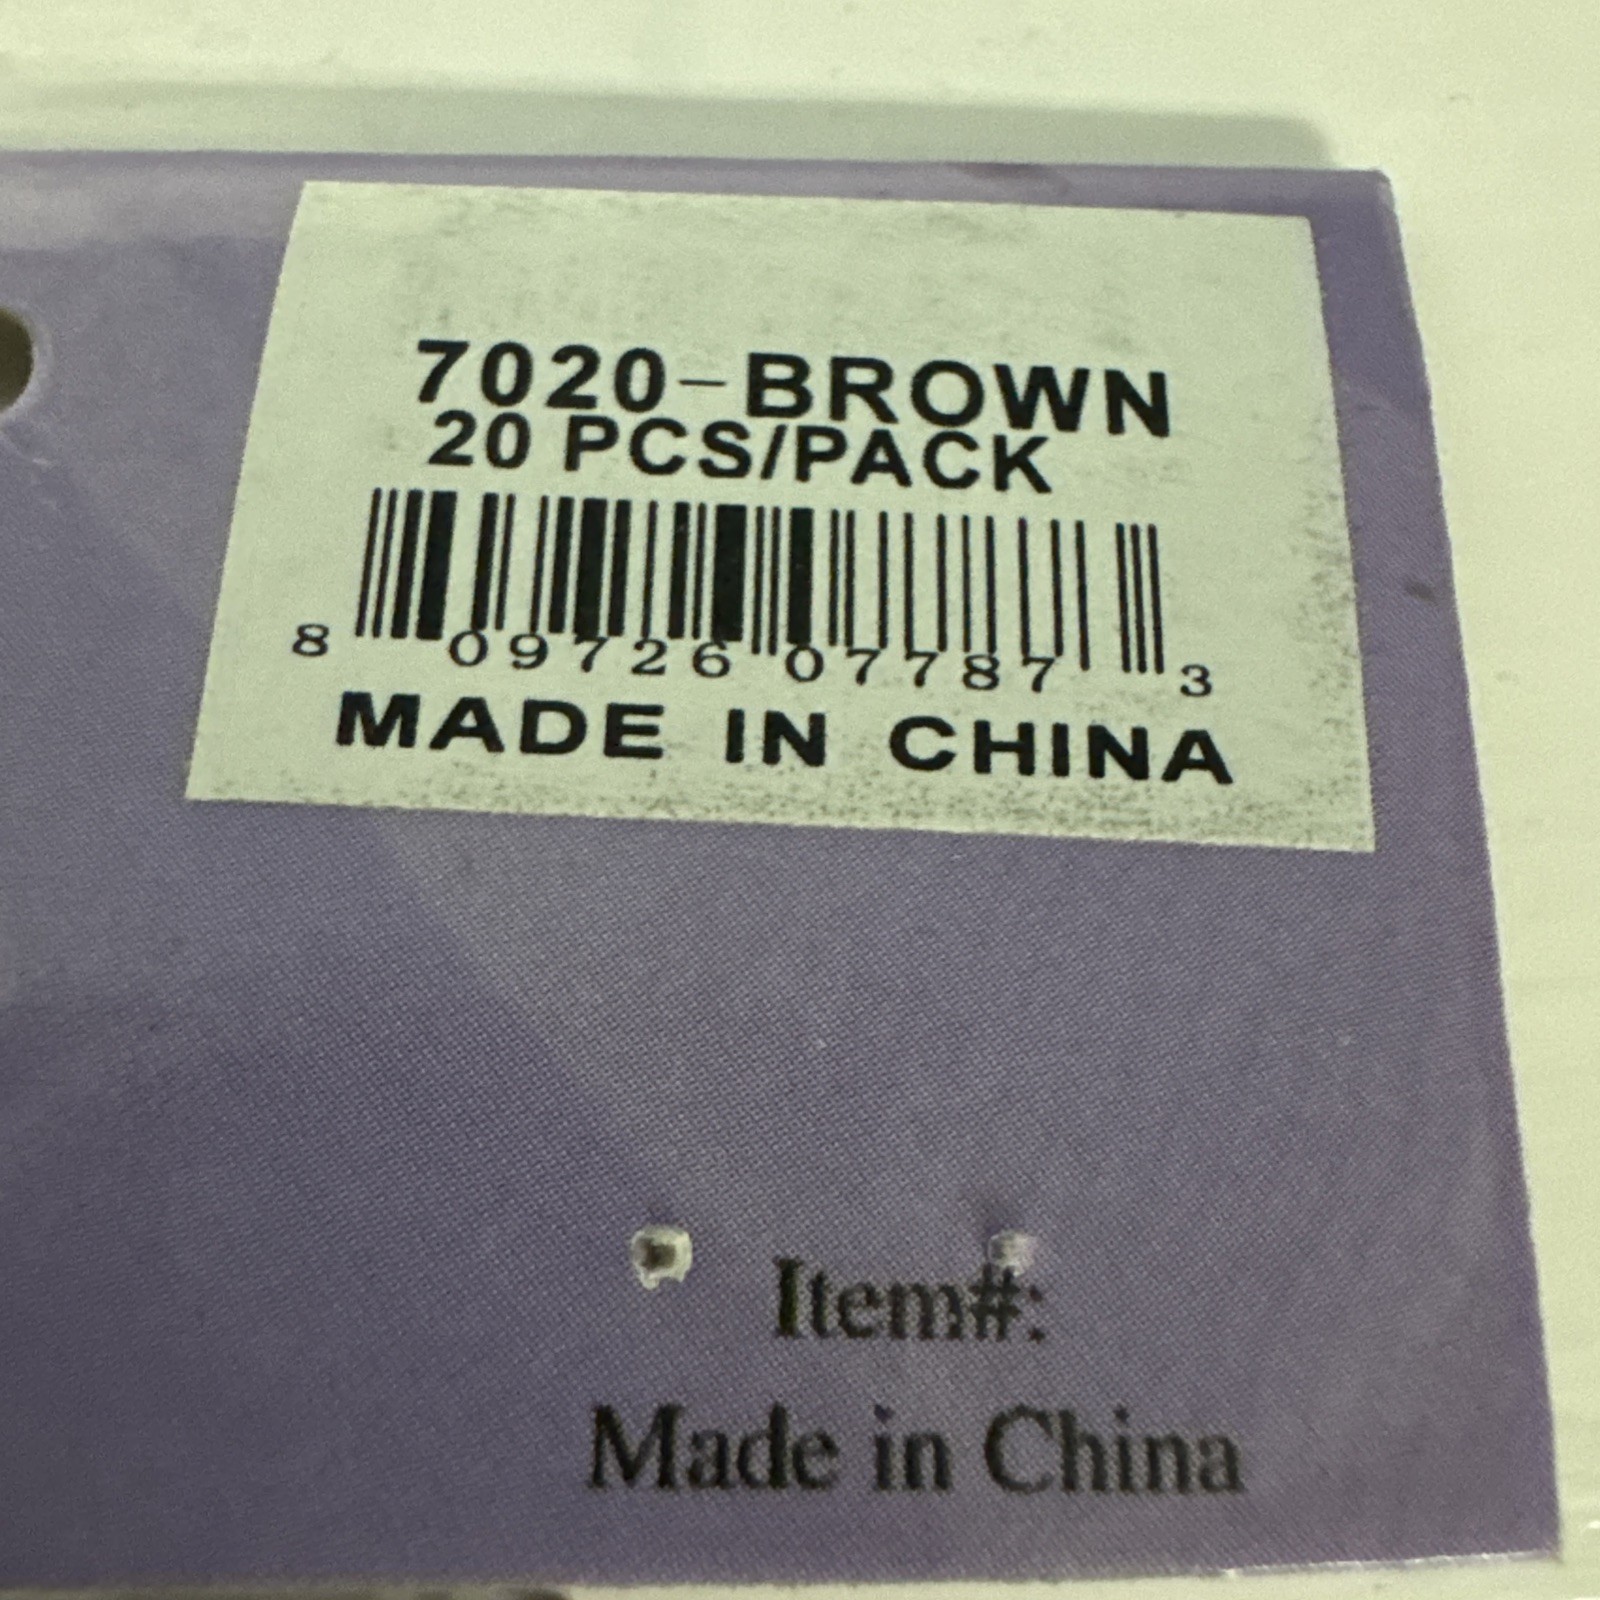 7020-BROWN
20 PCS/PACK
8 09726 07787 3
MADE IN CHINA
Item#:
Made in China